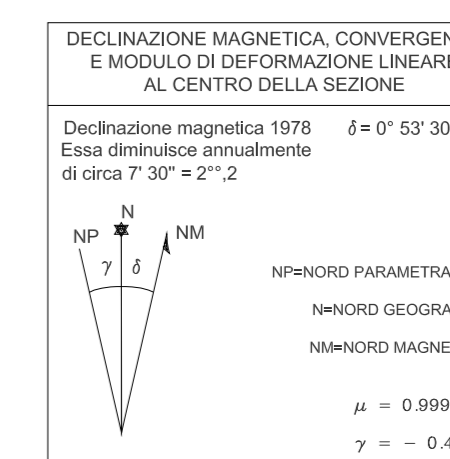 DECLINAZIONE MAGNETICA, CONVERGEN
E MODULO DI DEFORMAZIONE LINEARE
AL CENTRO DELLA SEZIONE
Declinazione magnetica 1978 δ = 0° 53' 30
Essa diminuisce annualmente
di circa 7' 30" = 2°°,2
N
NP NM
γ δ
NP=NORD PARAMETRA
N=NORD GEOGRA
NM=NORD MAGNE
μ = 0.999
γ = - 0.4